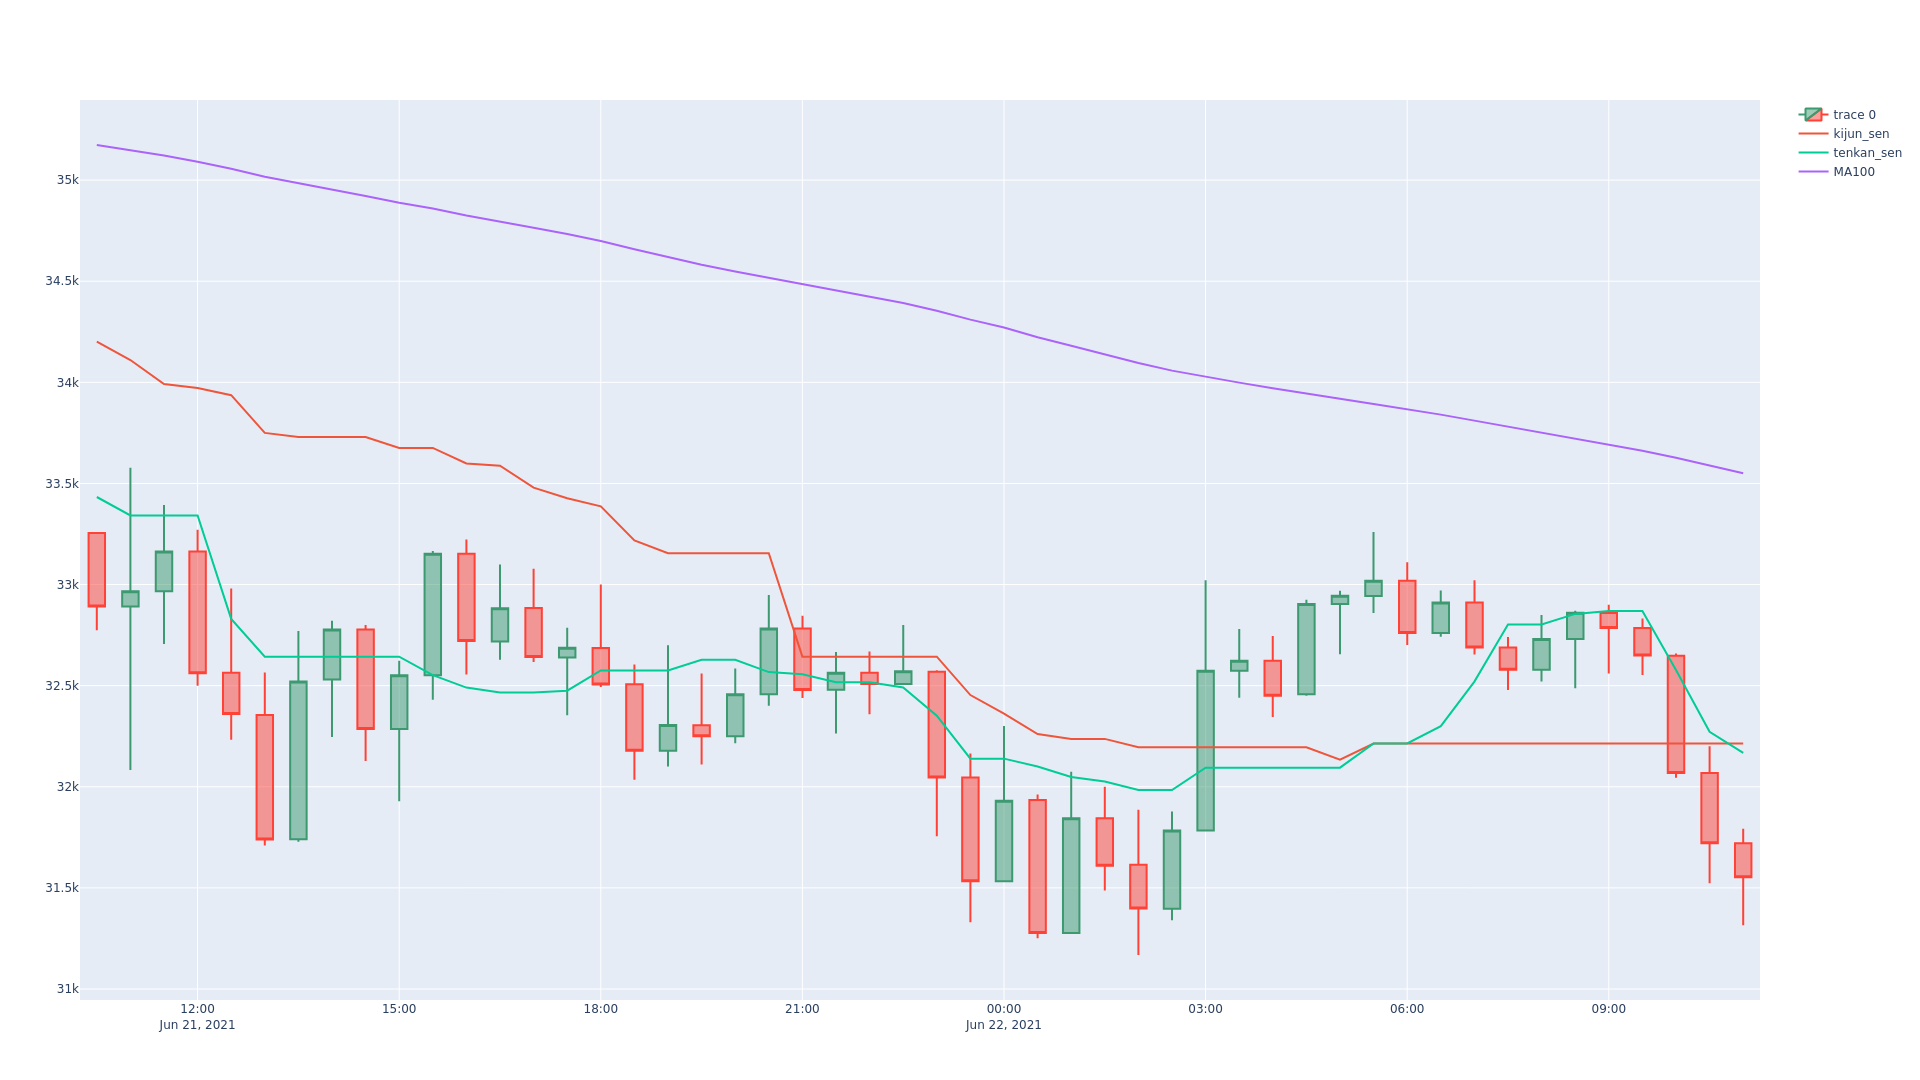 trace 0
kijun_sen
tenkan_sen
MA100
35k
34.5k
34k
33.5k
33k
32.5k
32k
31.5k
31k
12:00 15:00 18:00 21:00 00:00 03:00 06:00 09:00
Jun 21, 2021 Jun 22, 2021